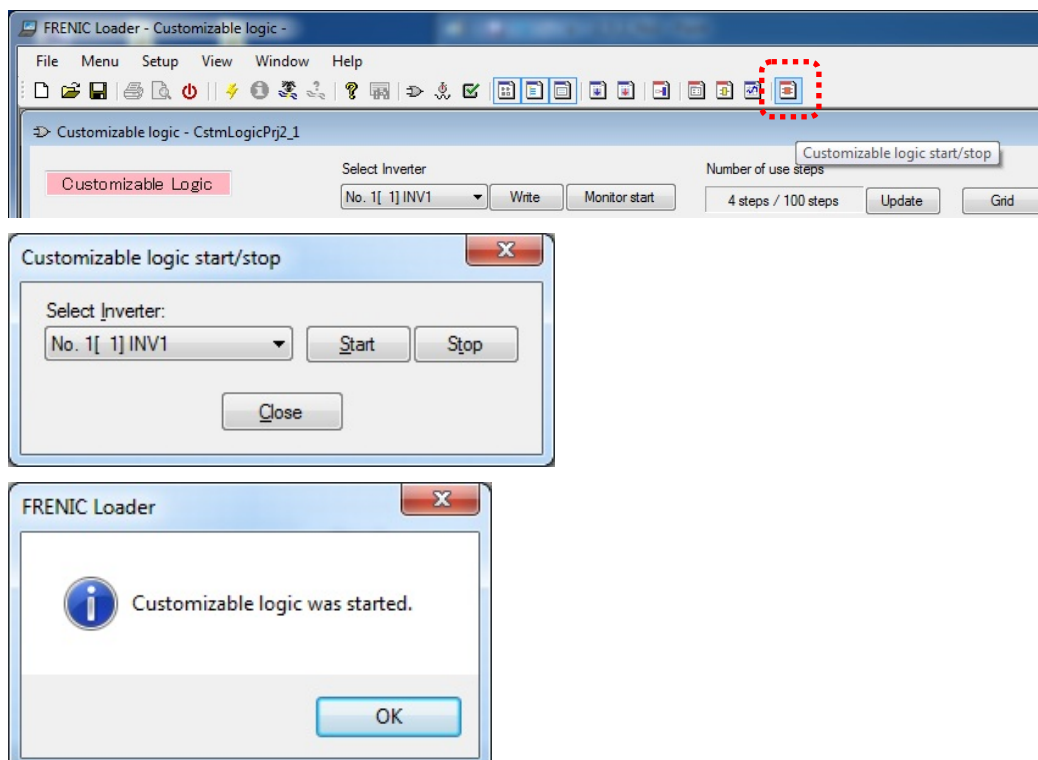 FRENIC Loader - Customizable logic -
File Menu Setup View Window Help
Customizable logic - CstmLogicPrj2_1
Customizable logic start/stop
Customizable Logic
Select Inverter
Number of use steps
No. 1[ 1] INV1
Write
Monitor start
4 steps / 100 steps
Update
Grid
Customizable logic start/stop
Select Inverter:
No. 1[ 1] INV1
Start
Stop
Close
FRENIC Loader
Customizable logic was started.
OK